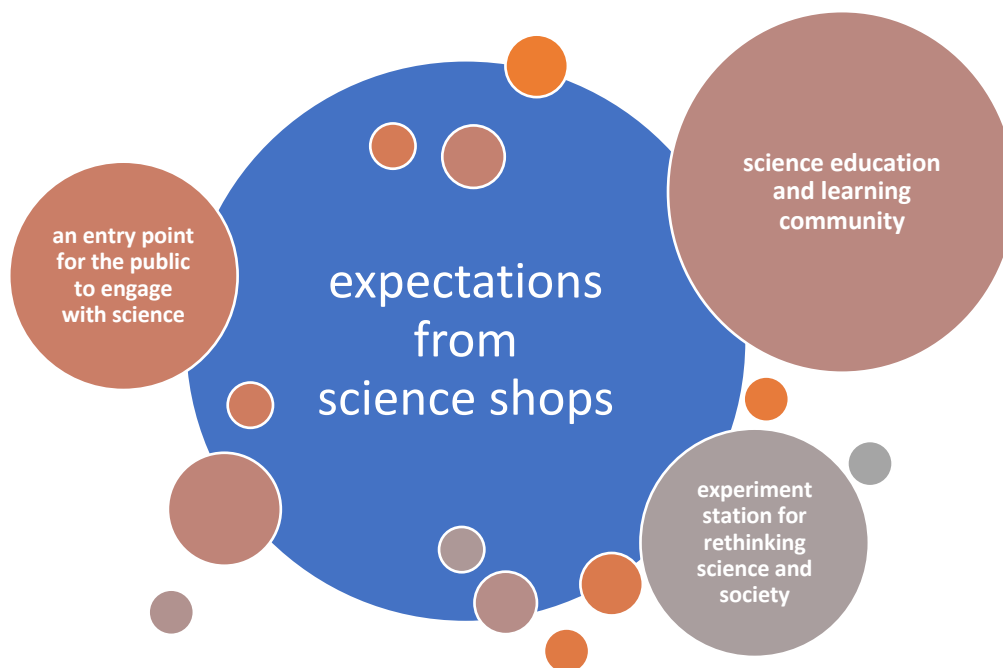 expectations
from
science shops
an entry point
for the public
to engage
with science
science education
and learning
community
experiment
station for
rethinking
science and
society